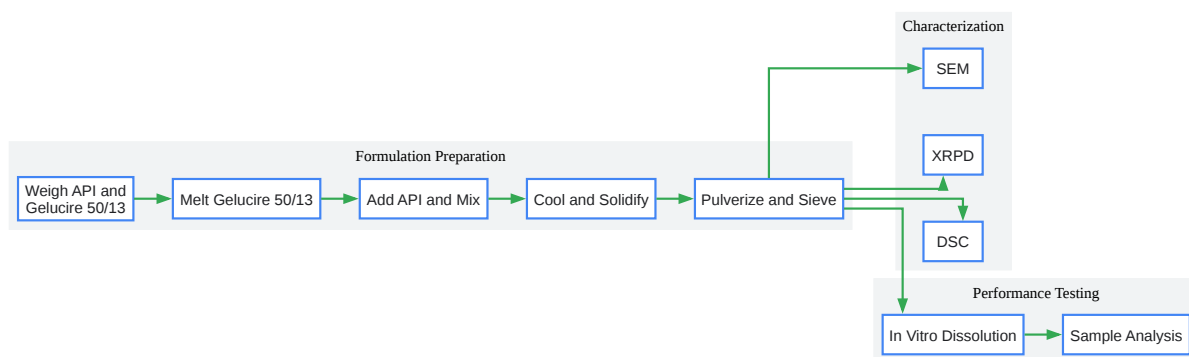 Characterization
SEM
XRPD
DSC
Formulation Preparation
Weigh API and
Gelucire 50/13
Melt Gelucire 50/13
Add API and Mix
Cool and Solidify
Pulverize and Sieve
Performance Testing
In Vitro Dissolution
Sample Analysis